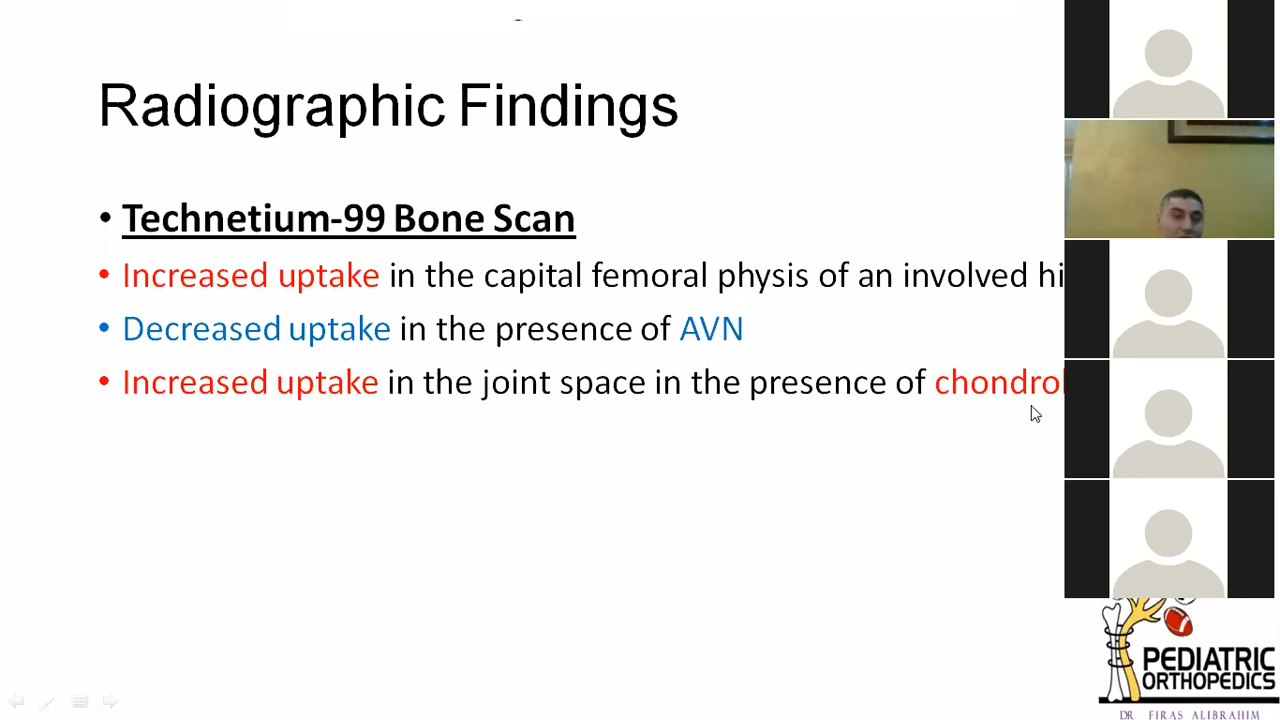 Radiographic Findings
• Technetium-99 Bone Scan
• Increased uptake in the capital femoral physis of an involved hi
• Decreased uptake in the presence of AVN
• Increased uptake in the joint space in the presence of chondrol
PEDIATRIC
ORTHOPEDICS
DR FIRAS ALIBRAHIM